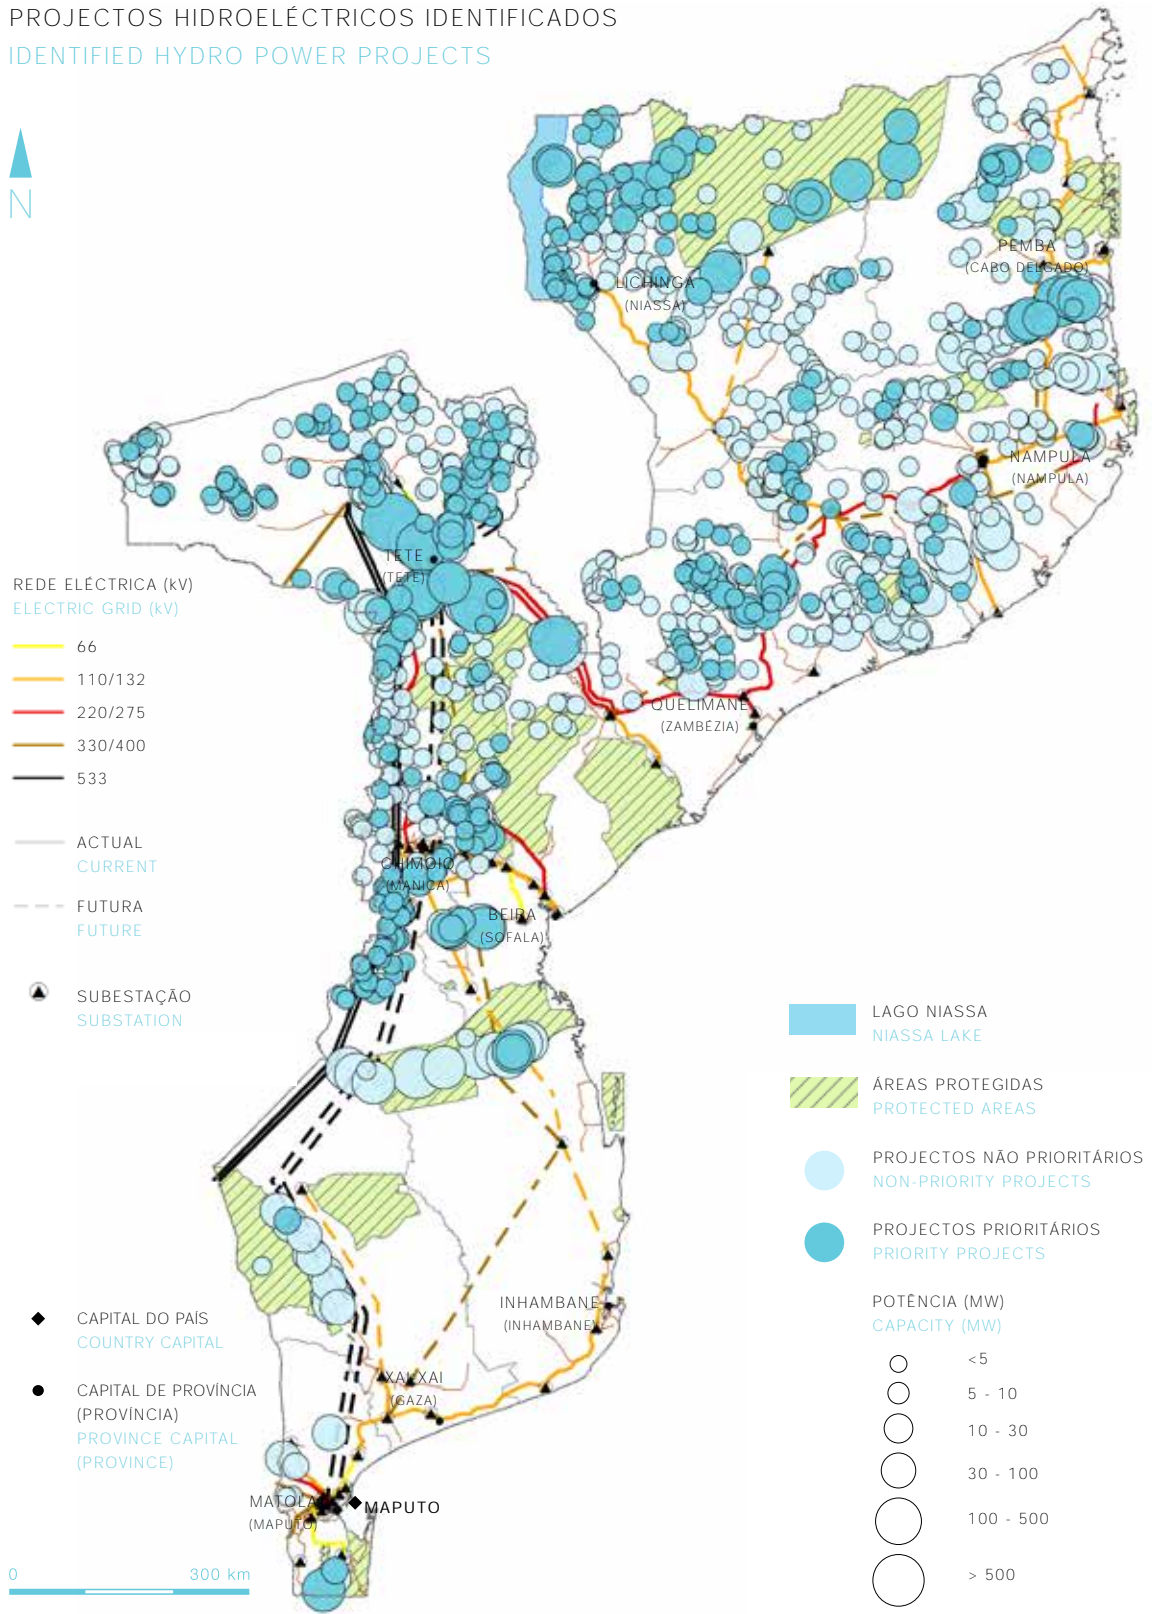 PROJECTOS HIDROELÉCTRICOS IDENTIFICADOS
IDENTIFIED HYDRO POWER PROJECTS
N
PEMBA
(CABO DELGADO)
LICHINGA
(NIASSA)
NAMPULA
(NAMPULA)
TETE
(TETE)
QUELIMANE
(ZAMBÉZIA)
CHIMOIO
(MANICA)
BEIRA
(SOFALA)
INHAMBANE
(INHAMBANE)
XAI-XAI
(GAZA)
MATOLA
(MAPUTO)
MAPUTO
REDE ELÉCTRICA (kV)
ELECTRIC GRID (kV)
66
110/132
220/275
330/400
533
ACTUAL
CURRENT
FUTURA
FUTURE
SUBESTAÇÃO
SUBSTATION
CAPITAL DO PAÍS
COUNTRY CAPITAL
CAPITAL DE PROVÍNCIA
(PROVÍNCIA)
PROVINCE CAPITAL
(PROVINCE)
0 300 km
LAGO NIASSA
NIASSA LAKE
ÁREAS PROTEGIDAS
PROTECTED AREAS
PROJECTOS NÃO PRIORITÁRIOS
NON-PRIORITY PROJECTS
PROJECTOS PRIORITÁRIOS
PRIORITY PROJECTS
POTÊNCIA (MW)
CAPACITY (MW)
<5
5 - 10
10 - 30
30 - 100
100 - 500
> 500